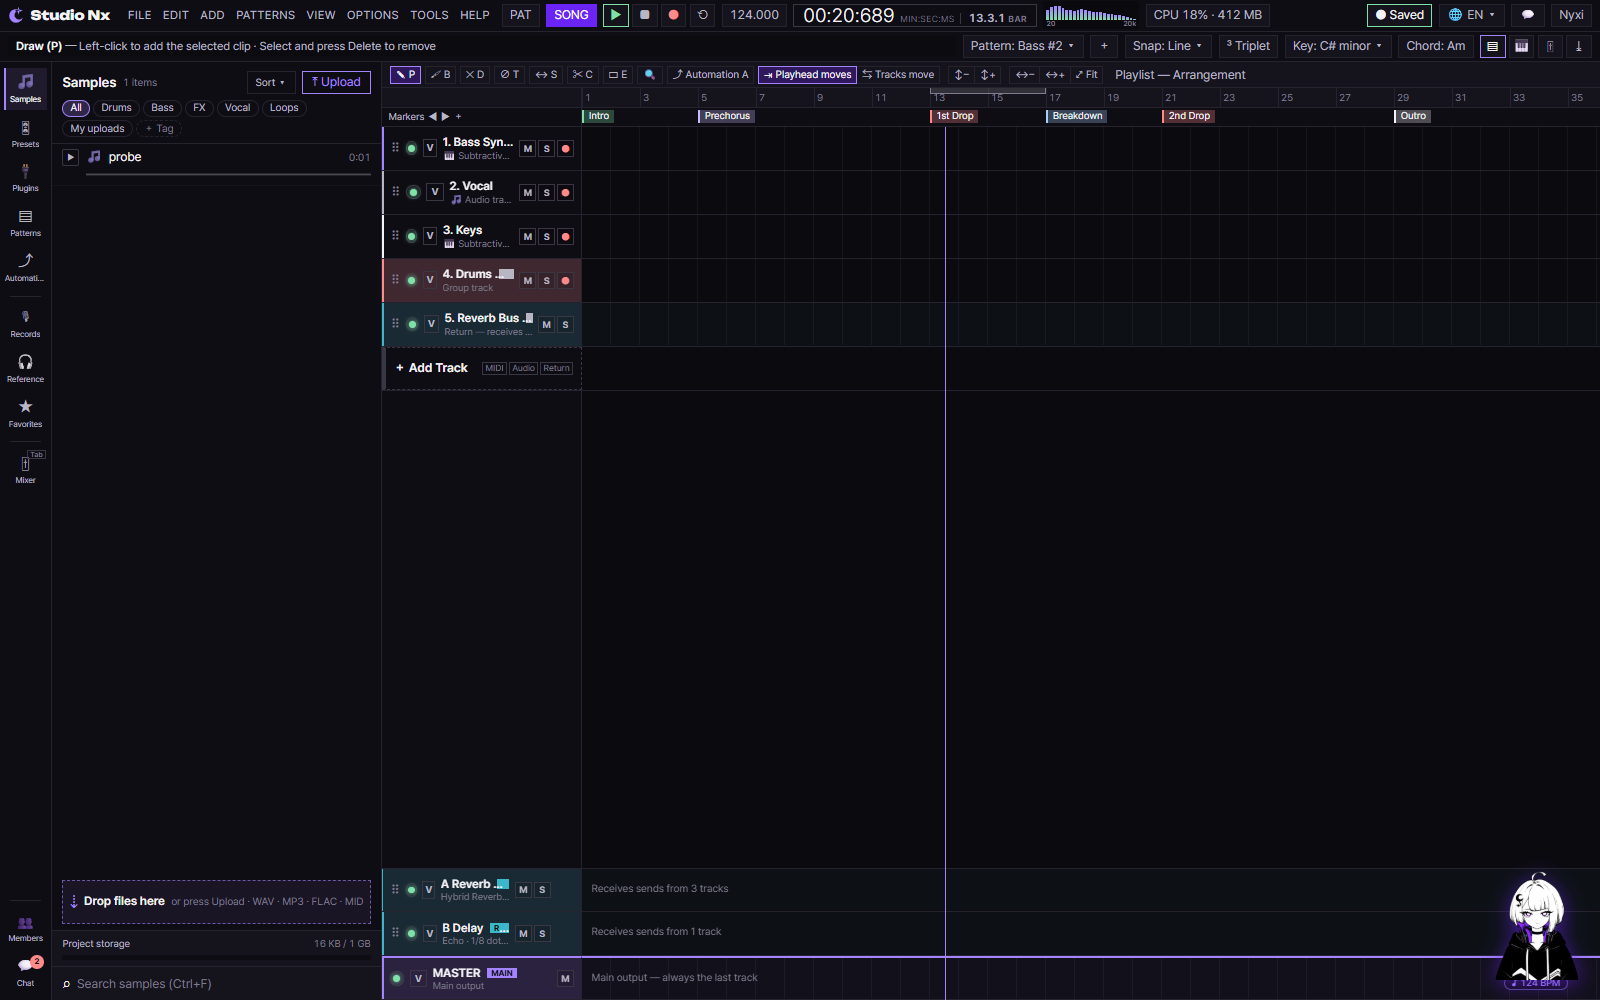 Studio Nx FILE EDIT ADD PATTERNS VIEW OPTIONS TOOLS HELP PAT SONG 124.000 00:20:689 MIN:SEC:MS 13.3.1 BAR 20 20k CPU 18% · 412 MB Saved EN Nyxi
Draw (P) — Left-click to add the selected clip · Select and press Delete to remove Pattern: Bass #2 + Snap: Line 3 Triplet Key: C# minor Chord: Am
Samples 1 items Sort Upload
All Drums Bass FX Vocal Loops
My uploads + Tag
probe 0:01
Samples
Presets
Plugins
Patterns
Automati...
Records
Reference
Favorites
Tab
Mixer
Members
2
Chat
Drop files here or press Upload · WAV · MP3 · FLAC · MID
Project storage 16 KB / 1 GB
Search samples (Ctrl+F)
P B D T S C E Automation A Playhead moves Tracks move Fit Playlist — Arrangement
1 3 5 7 9 11 13 15 17 19 21 23 25 27 29 31 33 35
Markers + Intro Prechorus 1st Drop Breakdown 2nd Drop Outro
V 1. Bass Syn... M S
Subtractiv...
V 2. Vocal M S
Audio tra...
V 3. Keys M S
Subtractiv...
V 4. Drums ... M S
Group track
V 5. Reverb Bus ... M S
Return — receives ...
+ Add Track MIDI Audio Return
V A Reverb ... M S Receives sends from 3 tracks
Hybrid Reverb...
V B Delay R... M S Receives sends from 1 track
Echo · 1/8 dot...
V MASTER MAIN M Main output — always the last track
Main output
124 BPM